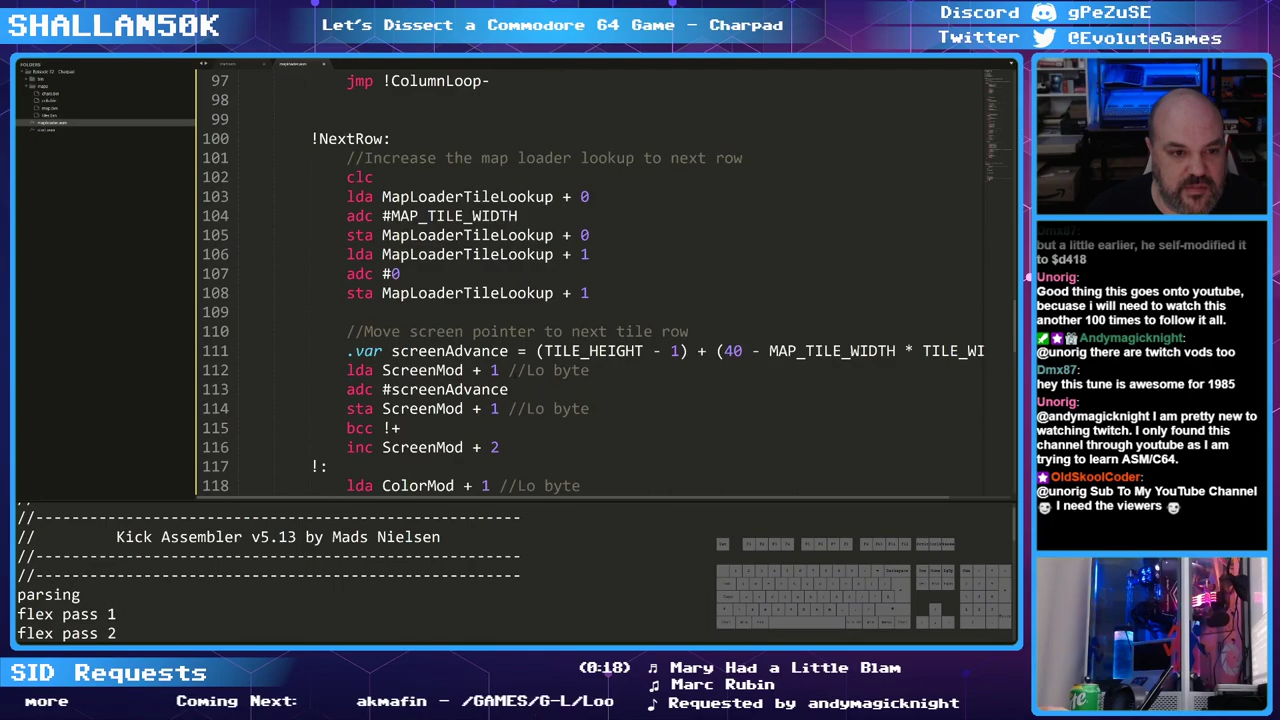 SHALLAN50K
Let's Dissect a Commodore 64 Game - Charpad
Discord gPeZuSE
Twitter @EvoluteGames
FOLDERS
97 jmp !ColumnLoop-
98
99
100 !NextRow:
101 //Increase the map loader lookup to next row
102 clc
103 lda MapLoaderTileLookup + 0
104 adc #MAP_TILE_WIDTH
105 sta MapLoaderTileLookup + 0
106 lda MapLoaderTileLookup + 1
107 adc #0
108 sta MapLoaderTileLookup + 1
109
110 //Move screen pointer to next tile row
111 .var screenAdvance = (TILE_HEIGHT - 1) + (40 - MAP_TILE_WIDTH * TILE_WI
112 lda ScreenMod + 1 //Lo byte
113 adc #screenAdvance
114 sta ScreenMod + 1 //Lo byte
115 bcc !+
116 inc ScreenMod + 2
117 !:
118 lda ColorMod + 1 //Lo byte
//--------------------------------------------------------
// Kick Assembler v5.13 by Mads Nielsen
//--------------------------------------------------------
//--------------------------------------------------------
parsing
flex pass 1
flex pass 2
Dmx87:
but a little earlier, he self-modified it
to $d418
Unorig:
Good thing this goes onto youtube,
becuase i will need to watch this
another 100 times to follow it all.
Andymagicknight:
@unorig there are twitch vods too
Dmx87:
hey this tune is awesome for 1985
Unorig:
@andymagicknight I am pretty new to
watching twitch. I only found this
channel through youtube as I am
trying to learn ASM/C64.
OldSkoolCoder:
@unorig Sub To My YouTube Channel
I need the viewers
SID Requests
(0:18) Mary Had a Little Blam
Marc Rubin
Requested by andymagicknight
more Coming Next: akmafin - /GAMES/G-L/Loo